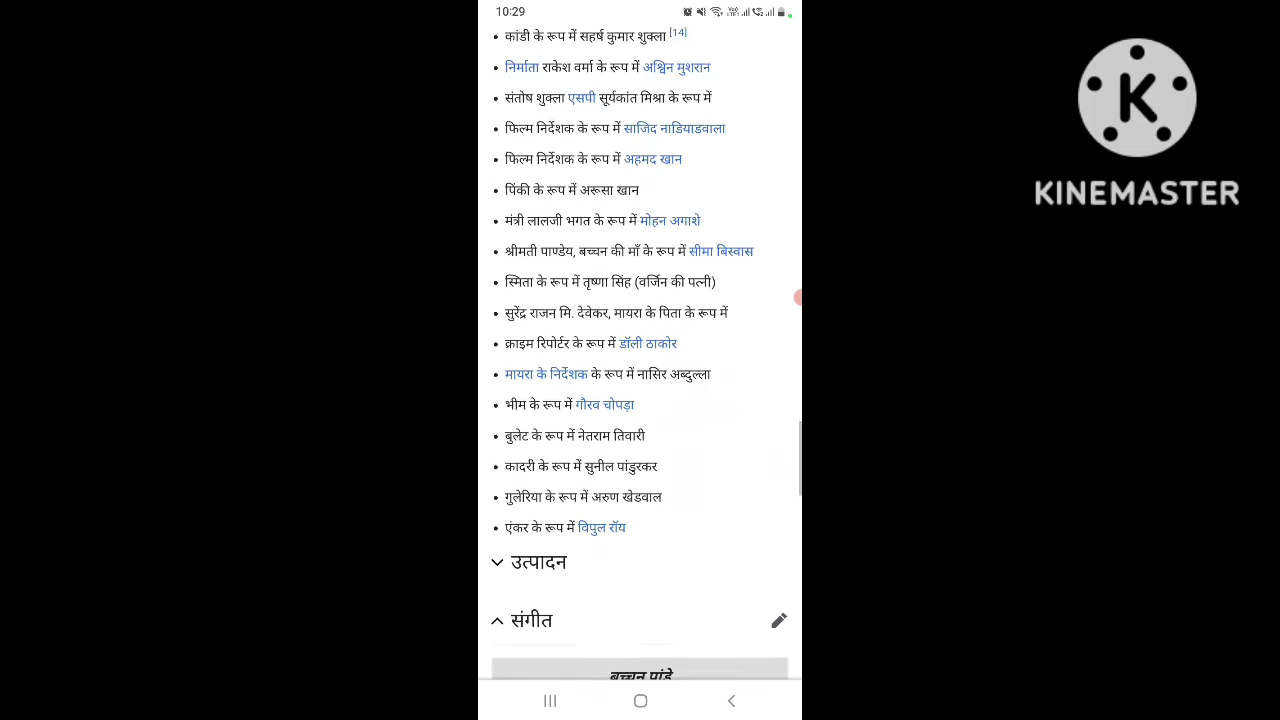 10:29
कांडी के रूप में सहर्ष कुमार शुक्ला [14]
निर्माता राकेश वर्मा के रूप में अश्विन मुशरान
संतोष शुक्ला एसपी सूर्यकांत मिश्रा के रूप में
फिल्म निर्देशक के रूप में साजिद नाडियाडवाला
फिल्म निर्देशक के रूप में अहमद खान
पिंकी के रूप में अरूसा खान
मंत्री लालजी भगत के रूप में मोहन अगाशे
श्रीमती पाण्डेय, बच्चन की माँ के रूप में सीमा बिस्वास
स्मिता के रूप में तृष्णा सिंह (वर्जिन की पत्नी)
सुरेंद्र राजन मि. देवेकर, मायरा के पिता के रूप में
क्राइम रिपोर्टर के रूप में डॉली ठाकोर
मायरा के निर्देशक के रूप में नासिर अब्दुल्ला
भीम के रूप में गौरव चोपड़ा
बुलेट के रूप में नेतराम तिवारी
कादरी के रूप में सुनील पांडुरकर
गुलेरिया के रूप में अरुण खेडवाल
एंकर के रूप में विपुल रॉय
उत्पादन
संगीत
बच्चन पांडे
KINEMASTER